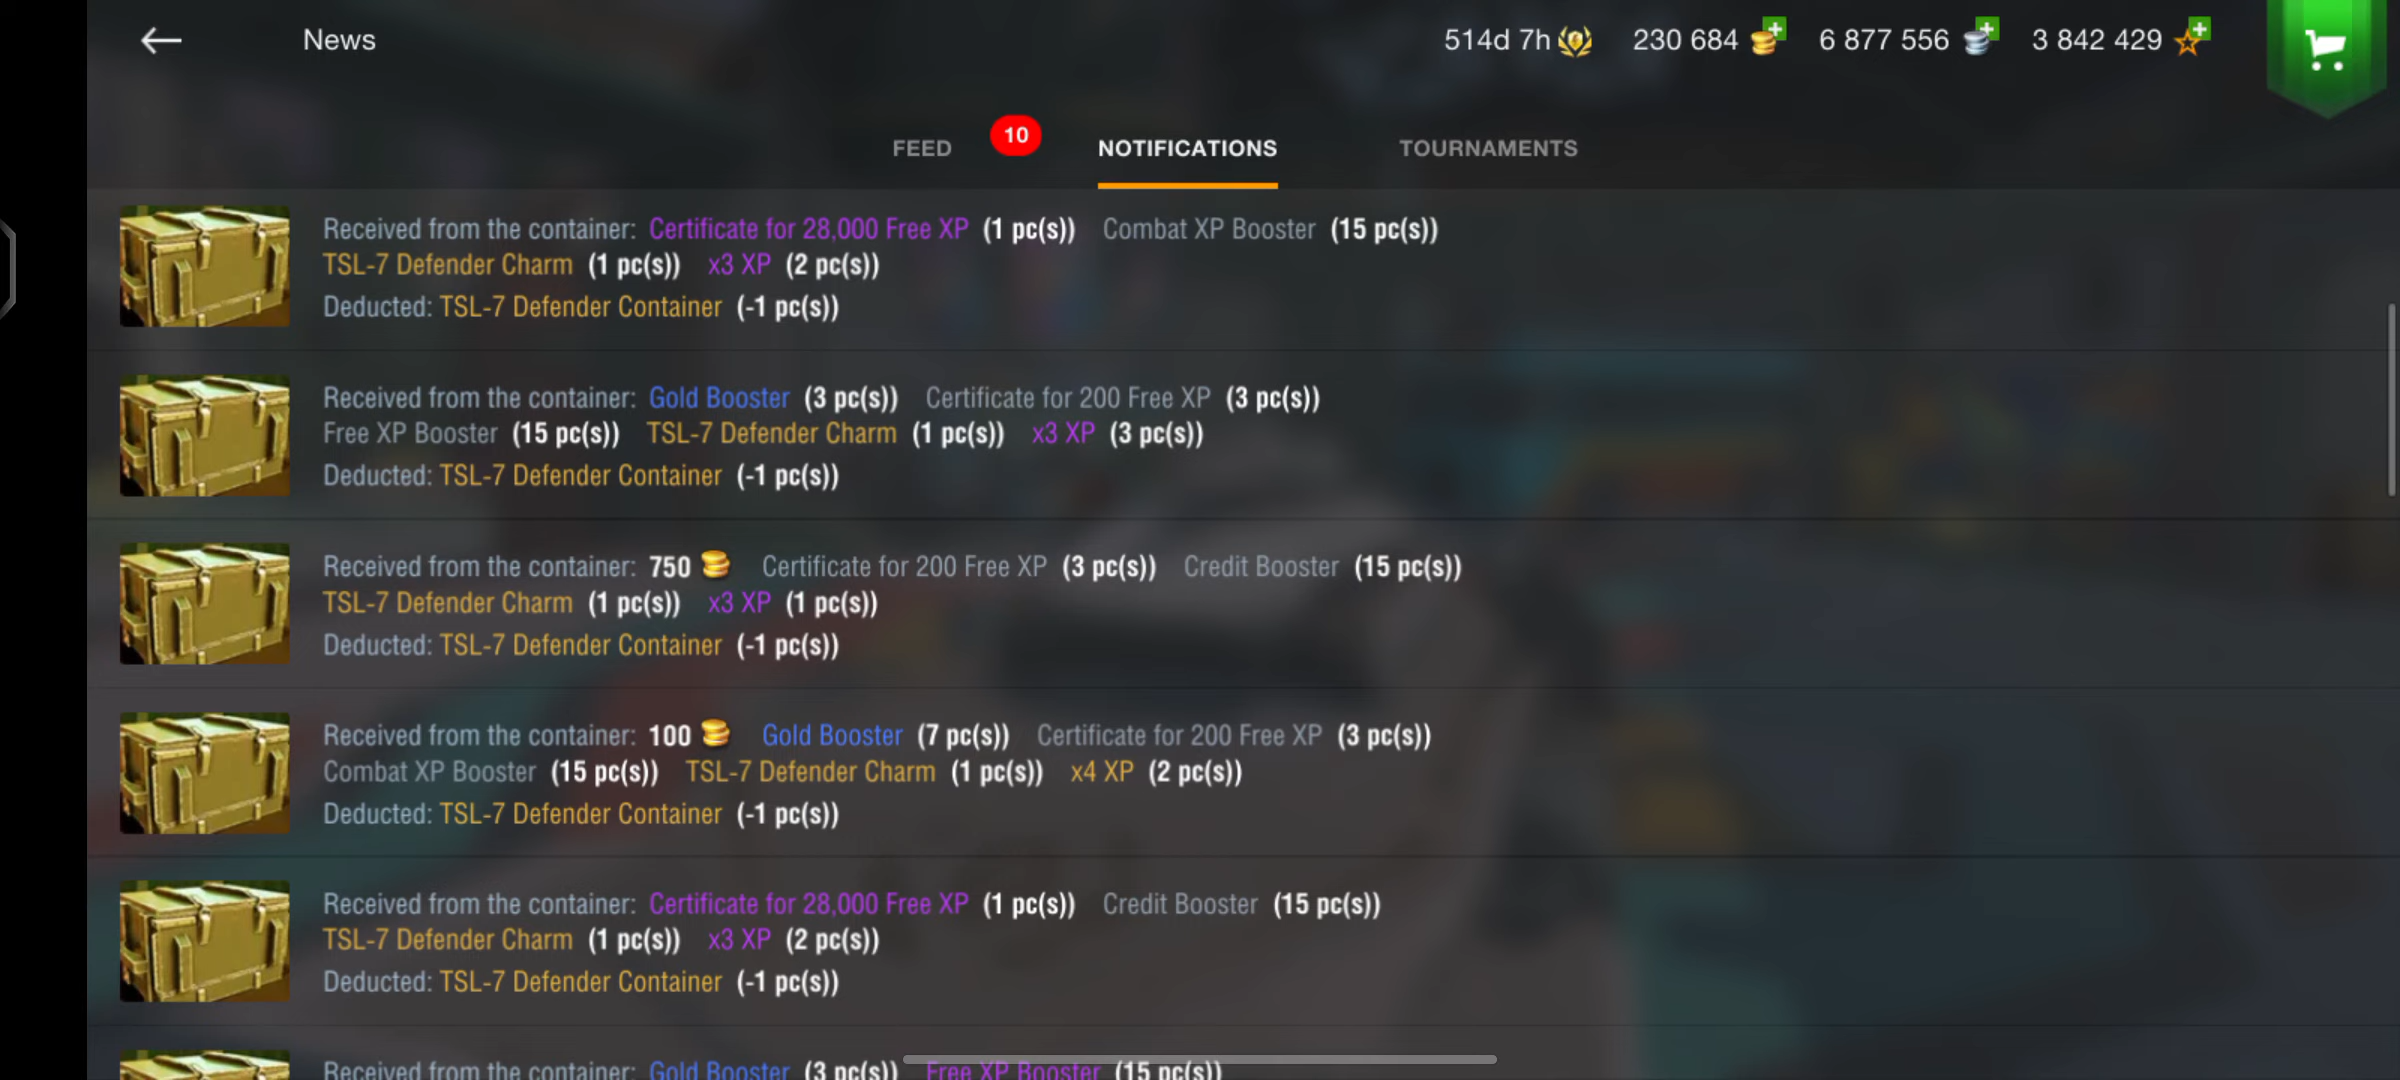 News
514d 7h
230 684
6 877 556
3 842 429
FEED
10
NOTIFICATIONS
TOURNAMENTS
Received from the container: Certificate for 28,000 Free XP (1 pc(s)) Combat XP Booster (15 pc(s))
TSL-7 Defender Charm (1 pc(s)) x3 XP (2 pc(s))
Deducted: TSL-7 Defender Container (-1 pc(s))
Received from the container: Gold Booster (3 pc(s)) Certificate for 200 Free XP (3 pc(s))
Free XP Booster (15 pc(s)) TSL-7 Defender Charm (1 pc(s)) x3 XP (3 pc(s))
Deducted: TSL-7 Defender Container (-1 pc(s))
Received from the container: 750 Certificate for 200 Free XP (3 pc(s)) Credit Booster (15 pc(s))
TSL-7 Defender Charm (1 pc(s)) x3 XP (1 pc(s))
Deducted: TSL-7 Defender Container (-1 pc(s))
Received from the container: 100 Gold Booster (7 pc(s)) Certificate for 200 Free XP (3 pc(s))
Combat XP Booster (15 pc(s)) TSL-7 Defender Charm (1 pc(s)) x4 XP (2 pc(s))
Deducted: TSL-7 Defender Container (-1 pc(s))
Received from the container: Certificate for 28,000 Free XP (1 pc(s)) Credit Booster (15 pc(s))
TSL-7 Defender Charm (1 pc(s)) x3 XP (2 pc(s))
Deducted: TSL-7 Defender Container (-1 pc(s))
Received from the container: Gold Booster (3 pc(s)) Free XP Booster (15 pc(s))